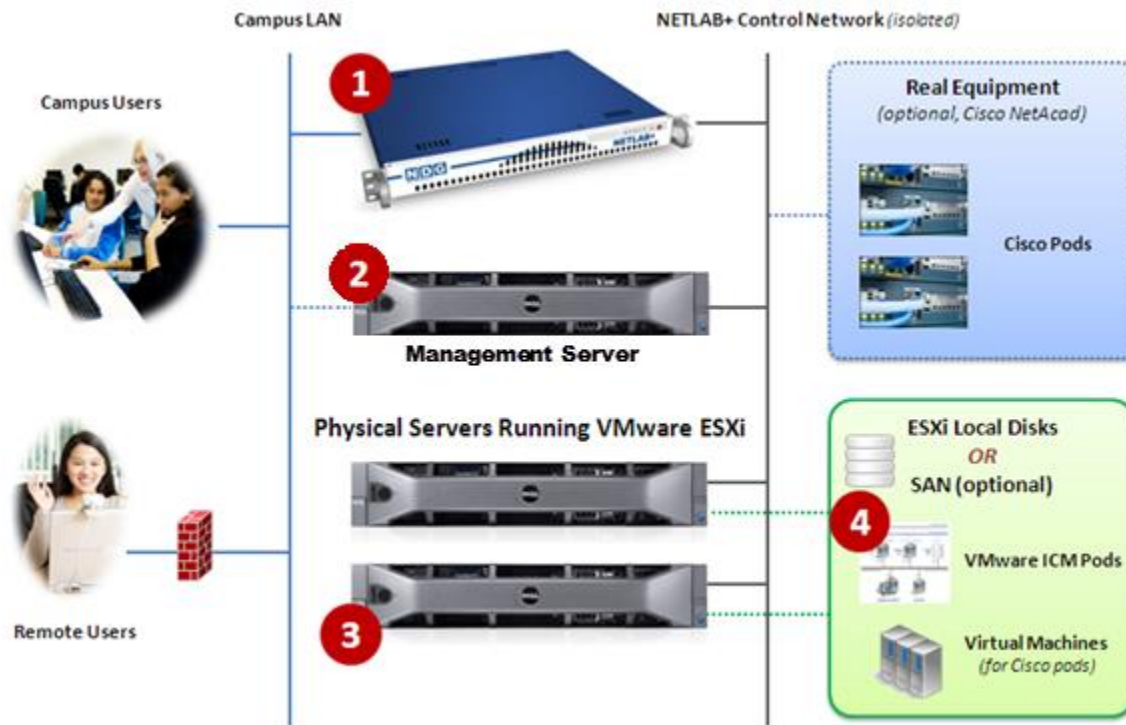 Campus LAN
NETLAB+ Control Network (isolated)
Campus Users
1
NDG
NETLAB+
Real Equipment
(optional, Cisco NetAcad)
Cisco Pods
2
Management Server
Physical Servers Running VMware ESXi
3
Remote Users
ESXi Local Disks
OR
SAN (optional)
4
VMware ICM Pods
Virtual Machines
(for Cisco pods)